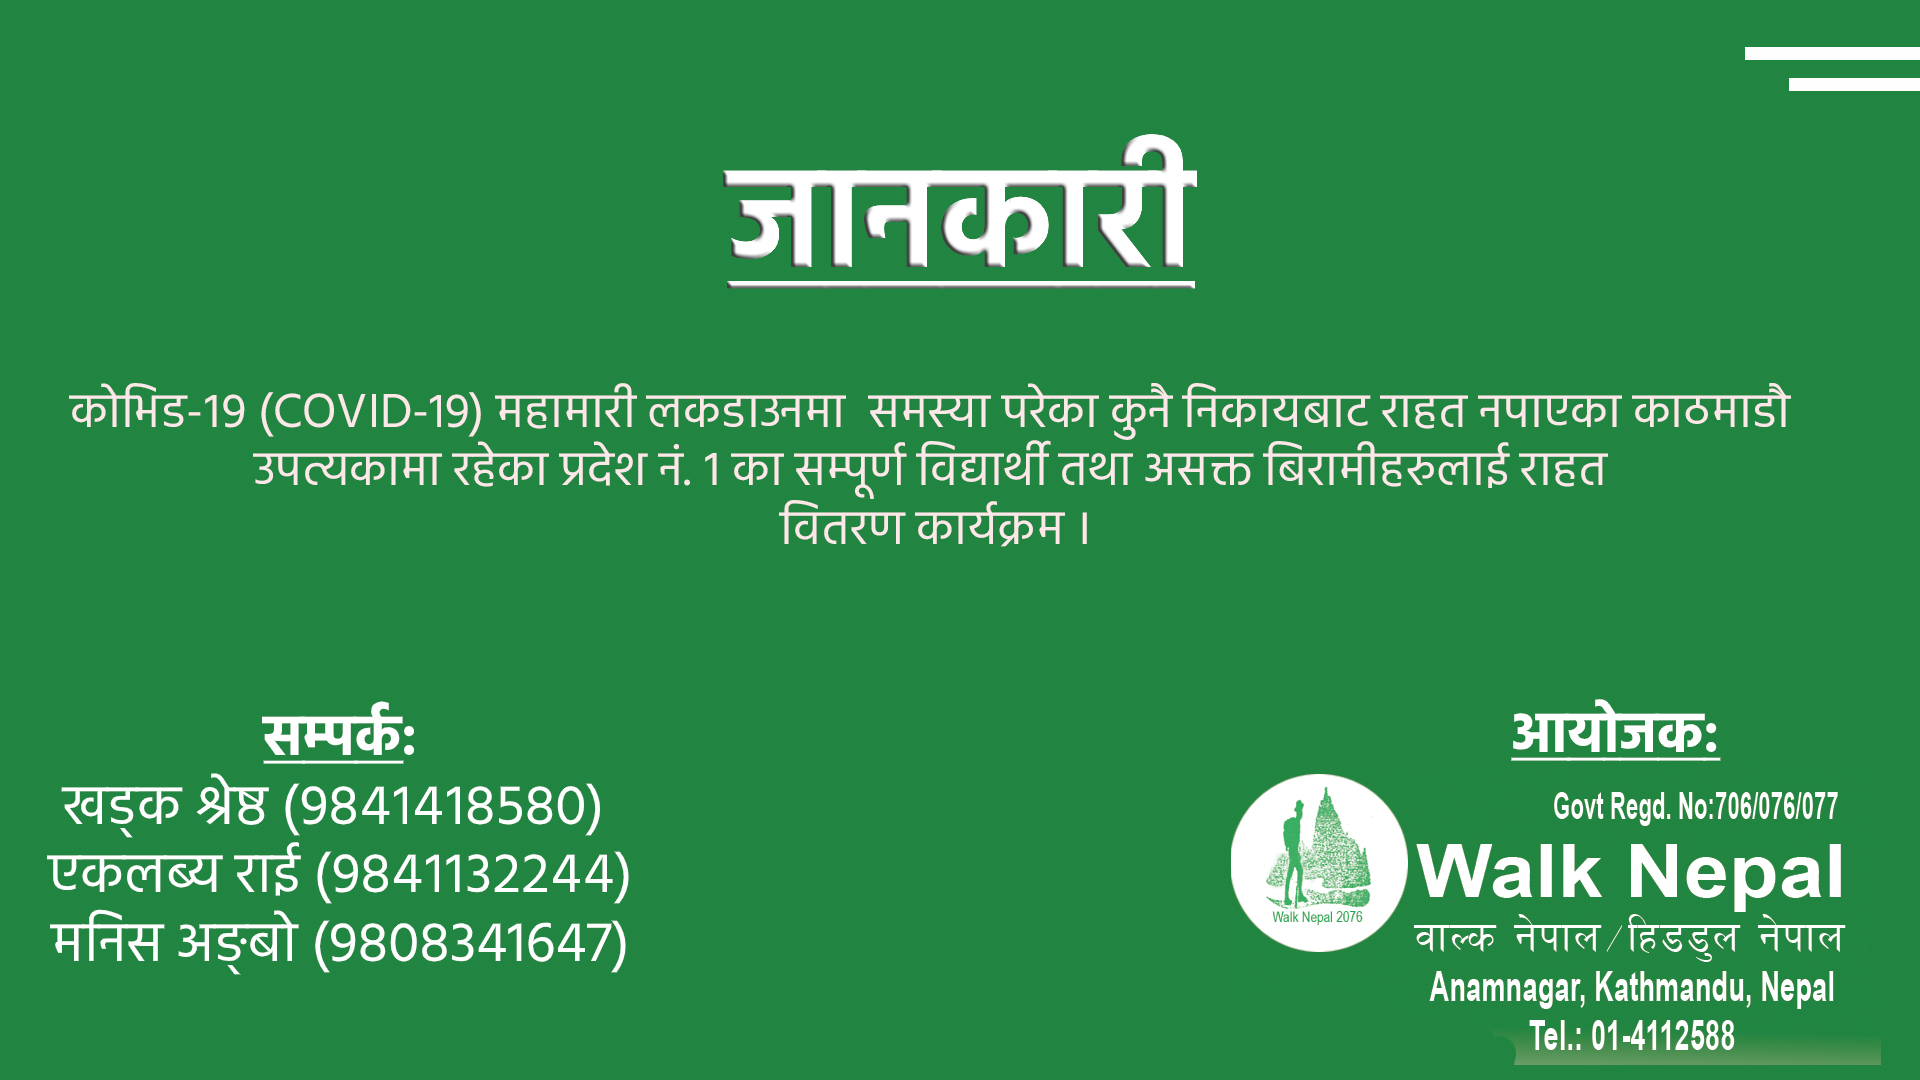 जानकारी
कोभिड-19 (COVID-19) महामारी लकडाउनमा समस्या परेका कुनै निकायबाट राहत नपाएका काठमाडौ
उपत्यकामा रहेका प्रदेश नं. 1 का सम्पूर्ण विद्यार्थी तथा असक्त बिरामीहरुलाई राहत
वितरण कार्यक्रम ।
सम्पर्क:
खड्क श्रेष्ठ (9841418580)
एकलब्य राई (9841132244)
मनिस अङ्बो (9808341647)
आयोजक:
Govt Regd. No:706/076/077
Walk Nepal
वाल्क नेपाल/हिडडुल नेपाल
Anamnagar, Kathmandu, Nepal
Tel.: 01-4112588
Walk Nepal 2076